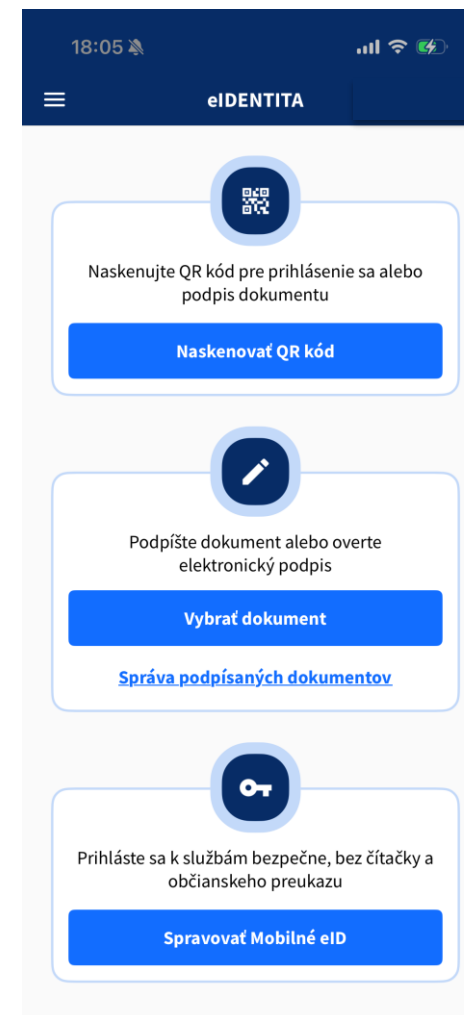 18:05
eIDENTITA
Naskenujte QR kód pre prihlásenie sa alebo
podpis dokumentu
Naskenovať QR kód
Podpíšte dokument alebo overte
elektronický podpis
Vybrať dokument
Správa podpísaných dokumentov
Prihláste sa k službám bezpečne, bez čítačky a
občianskeho preukazu
Spravovať Mobilné eID